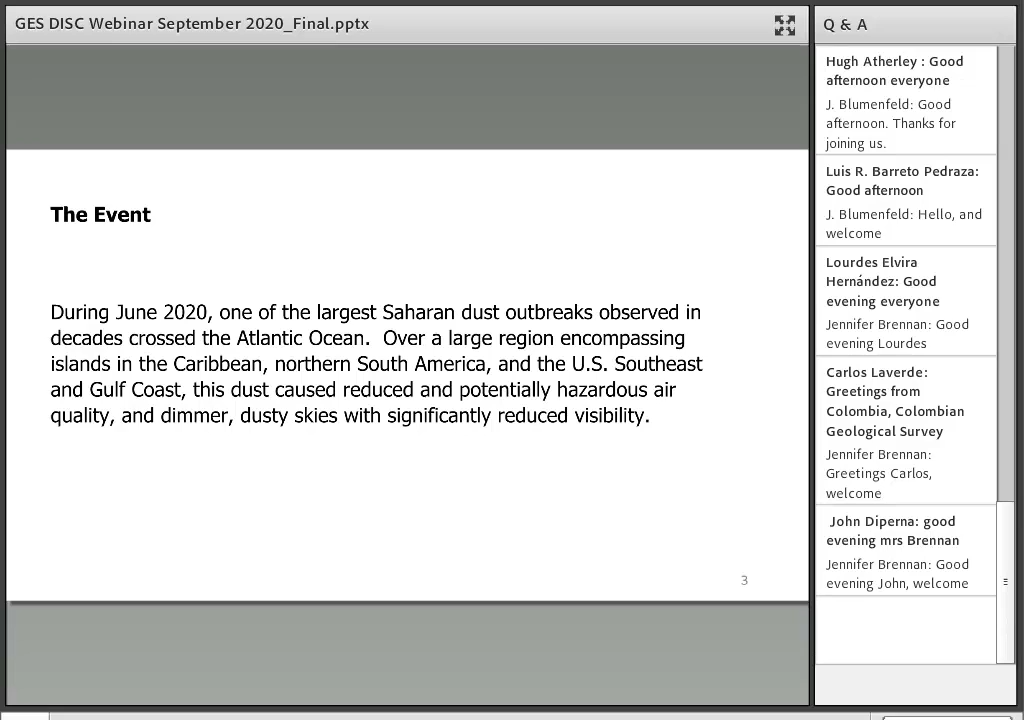 GES DISC Webinar September 2020_Final.pptx
The Event
During June 2020, one of the largest Saharan dust outbreaks observed in
decades crossed the Atlantic Ocean.  Over a large region encompassing
islands in the Caribbean, northern South America, and the U.S. Southeast
and Gulf Coast, this dust caused reduced and potentially hazardous air
quality, and dimmer, dusty skies with significantly reduced visibility.
3
Q & A
Hugh Atherley : Good
afternoon everyone
J. Blumenfeld: Good
afternoon. Thanks for
joining us.
Luis R. Barreto Pedraza:
Good afternoon
J. Blumenfeld: Hello, and
welcome
Lourdes Elvira
Hernández: Good
evening everyone
Jennifer Brennan: Good
evening Lourdes
Carlos Laverde:
Greetings from
Colombia, Colombian
Geological Survey
Jennifer Brennan:
Greetings Carlos,
welcome
John Diperna: good
evening mrs Brennan
Jennifer Brennan: Good
evening John, welcome